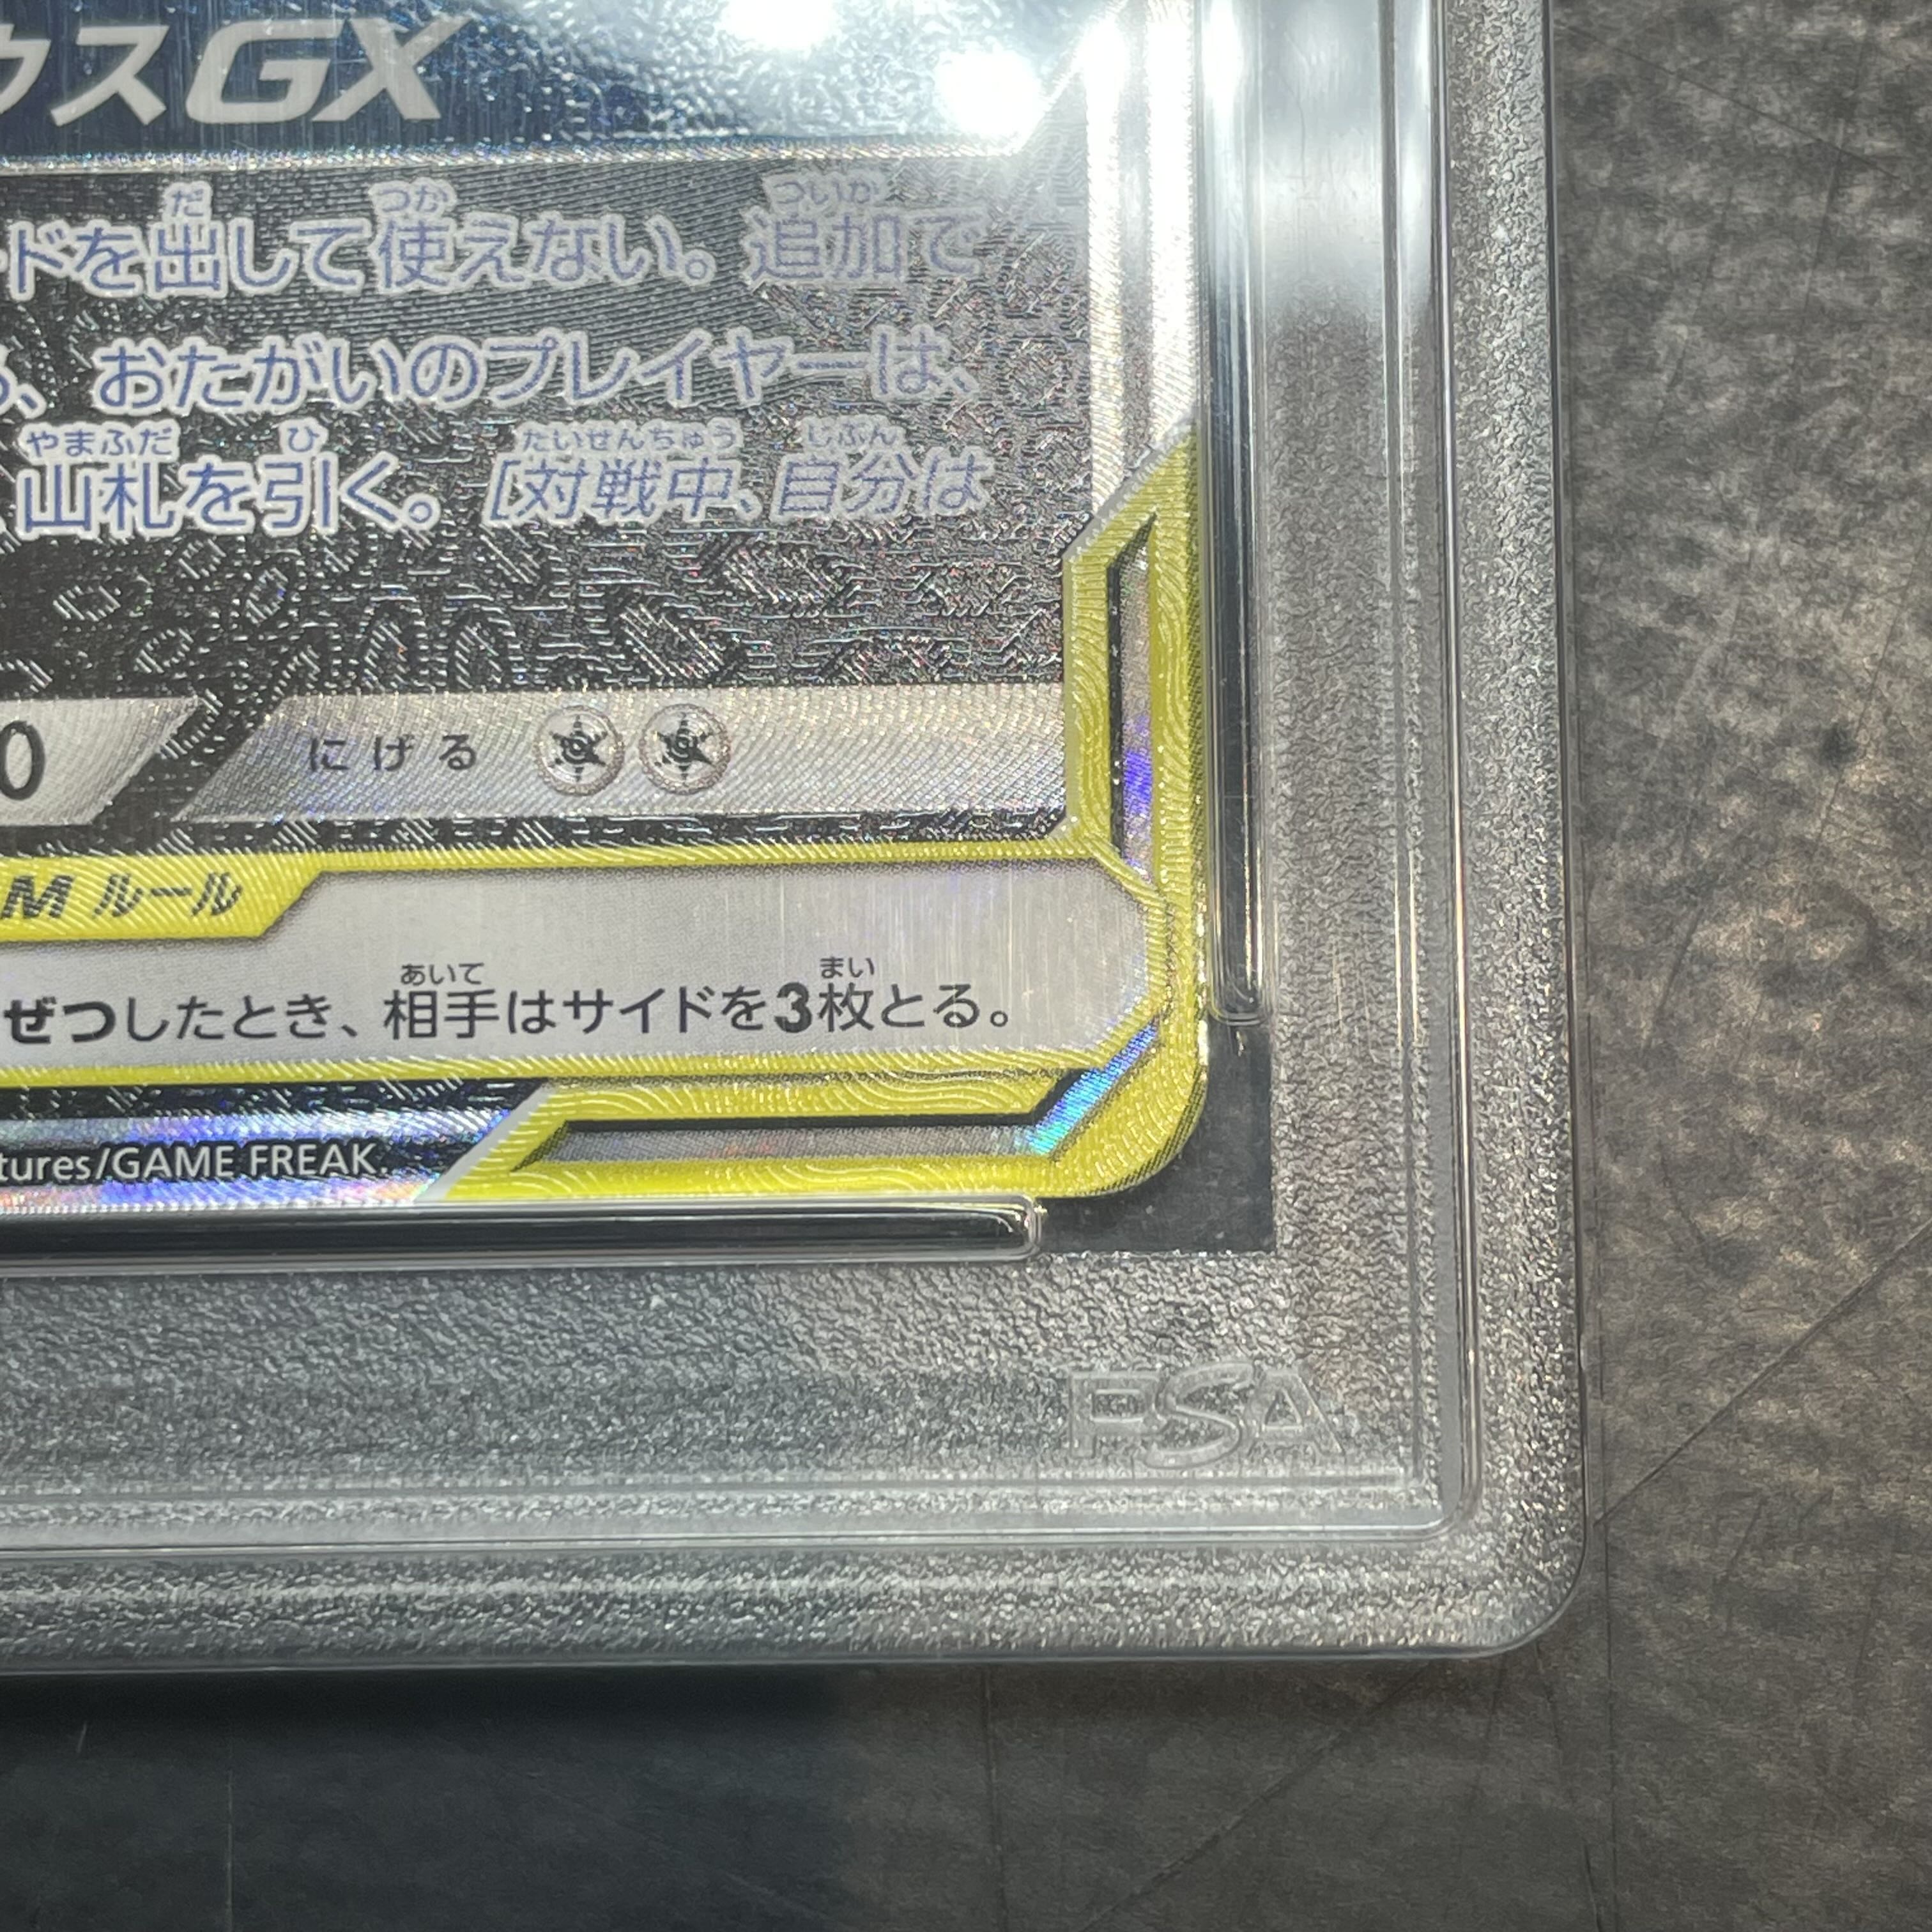 ウスGX
ードを出して使えない。追加で
、おたがいのプレイヤーは、
山札を引く。[対戦中、自分は
0
にげる
M ルール
ぜつしたとき、相手はサイドを3枚とる。
tures/GAME FREAK.
PSA